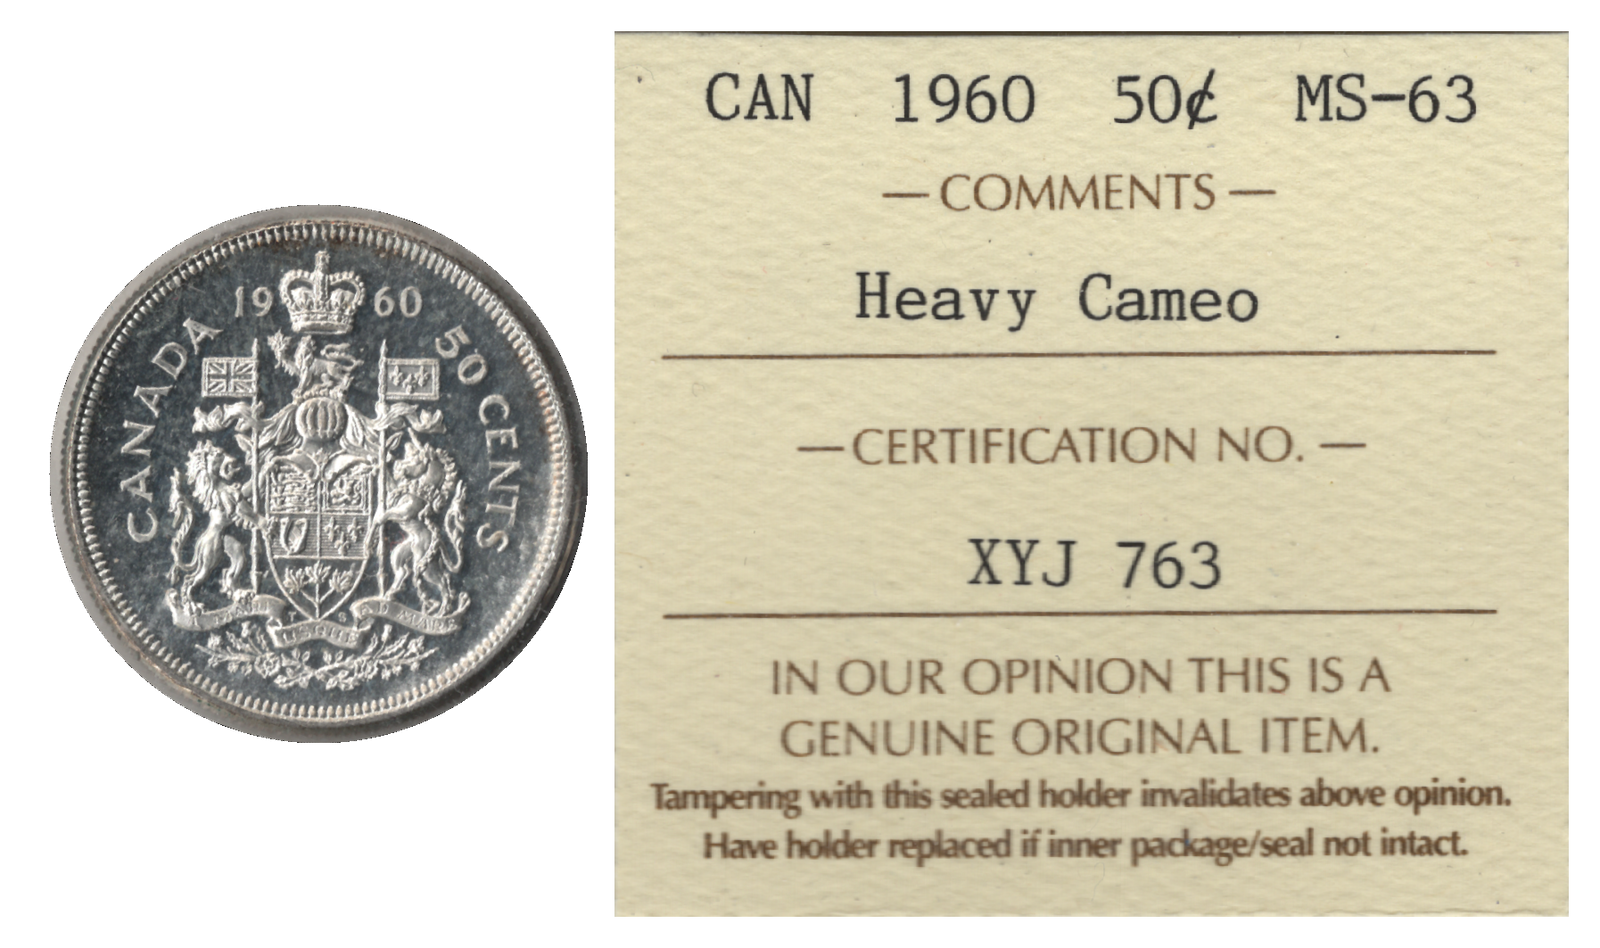 19 60
CANADA
50 CENTS
CAN 1960 50¢ MS-63
— COMMENTS —
Heavy Cameo
— CERTIFICATION NO. —
XYJ 763
IN OUR OPINION THIS IS A
GENUINE ORIGINAL ITEM.
Tampering with this sealed holder invalidates above opinion.
Have holder replaced if inner package/seal not intact.